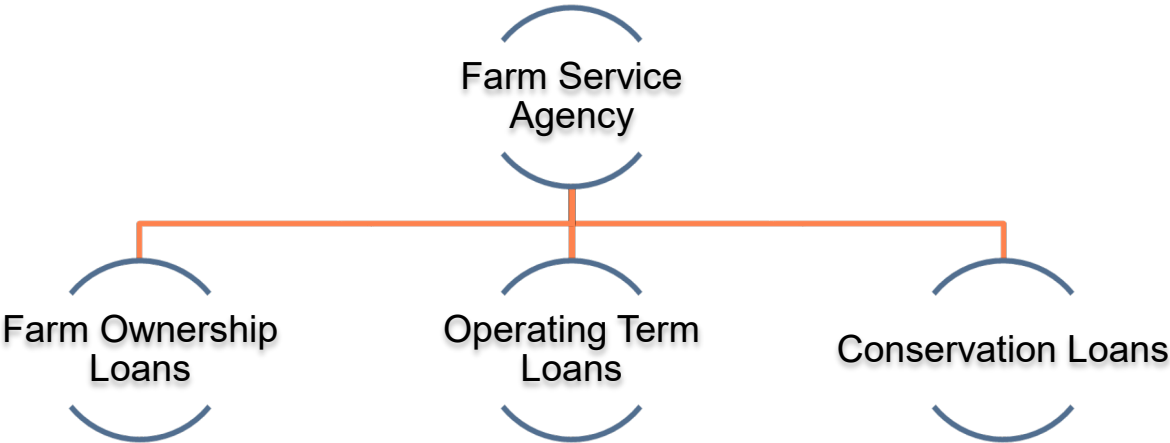 Farm Service
Agency
Farm Ownership
Loans
Operating Term
Loans
Conservation Loans